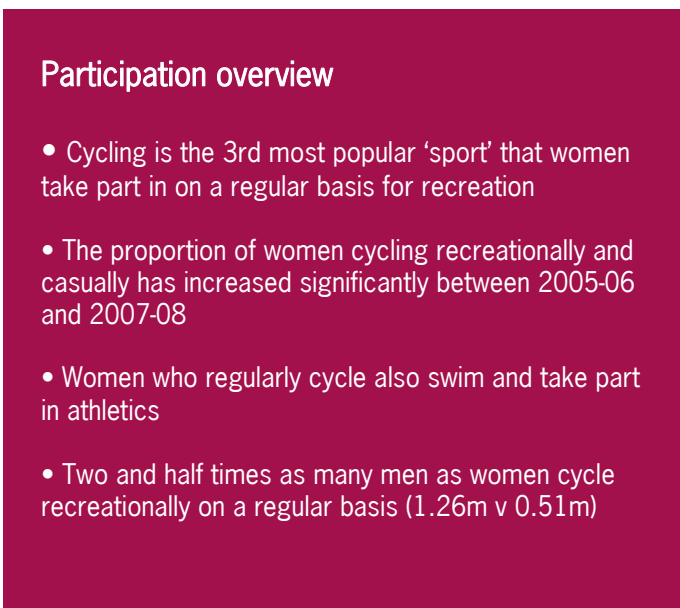 Participation overview
• Cycling is the 3rd most popular ‘sport’ that women
take part in on a regular basis for recreation
• The proportion of women cycling recreationally and
casually has increased significantly between 2005-06
and 2007-08
• Women who regularly cycle also swim and take part
in athletics
• Two and half times as many men as women cycle
recreationally on a regular basis (1.26m v 0.51m)